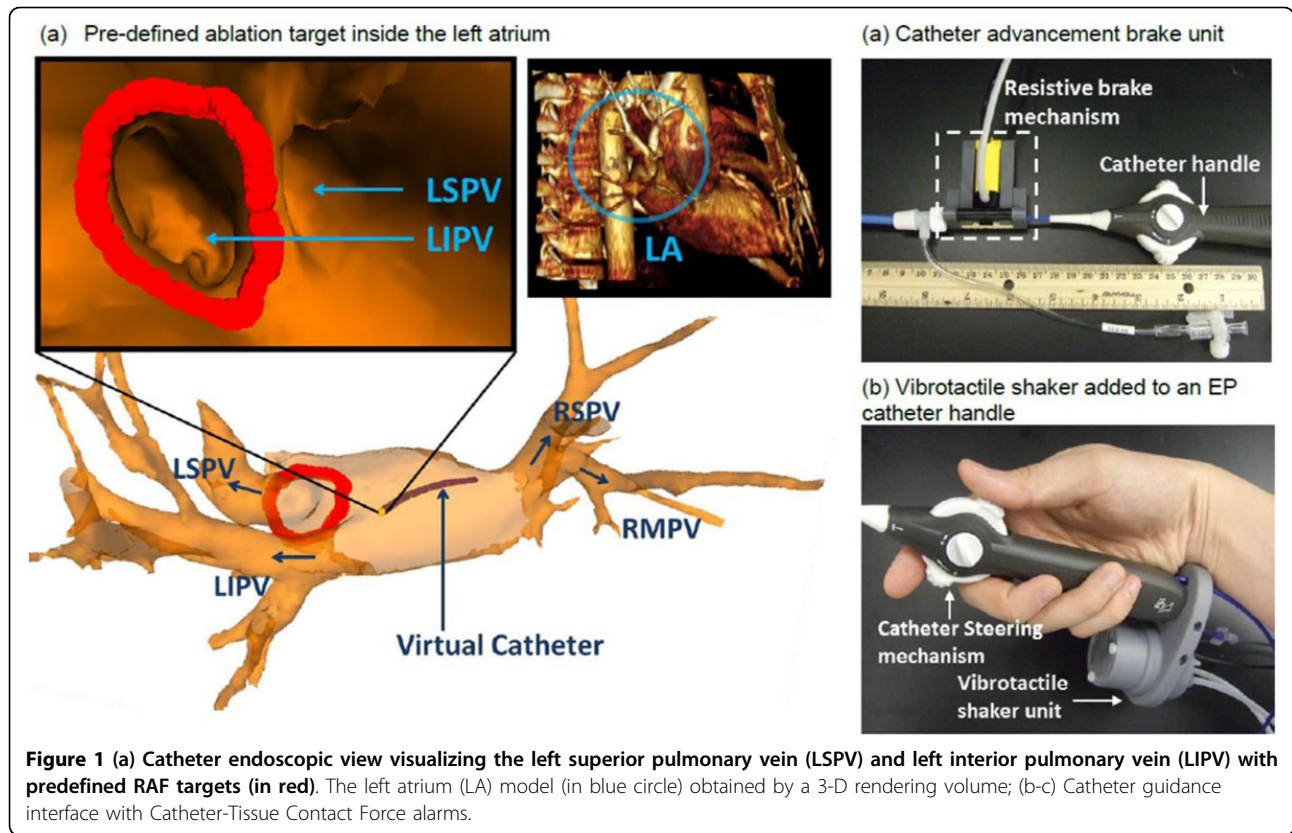 (a) Pre-defined ablation target inside the left atrium
LSPV
LIPV
LA
LSPV
LIPV
RSPV
RMPV
Virtual Catheter
(a) Catheter advancement brake unit
Resistive brake
mechanism
Catheter handle
(b) Vibrotactile shaker added to an EP
catheter handle
Catheter Steering
mechanism
Vibrotactile
shaker unit
Figure 1 (a) Catheter endoscopic view visualizing the left superior pulmonary vein (LSPV) and left interior pulmonary vein (LIPV) with
predefined RAF targets (in red). The left atrium (LA) model (in blue circle) obtained by a 3-D rendering volume; (b-c) Catheter guidance
interface with Catheter-Tissue Contact Force alarms.